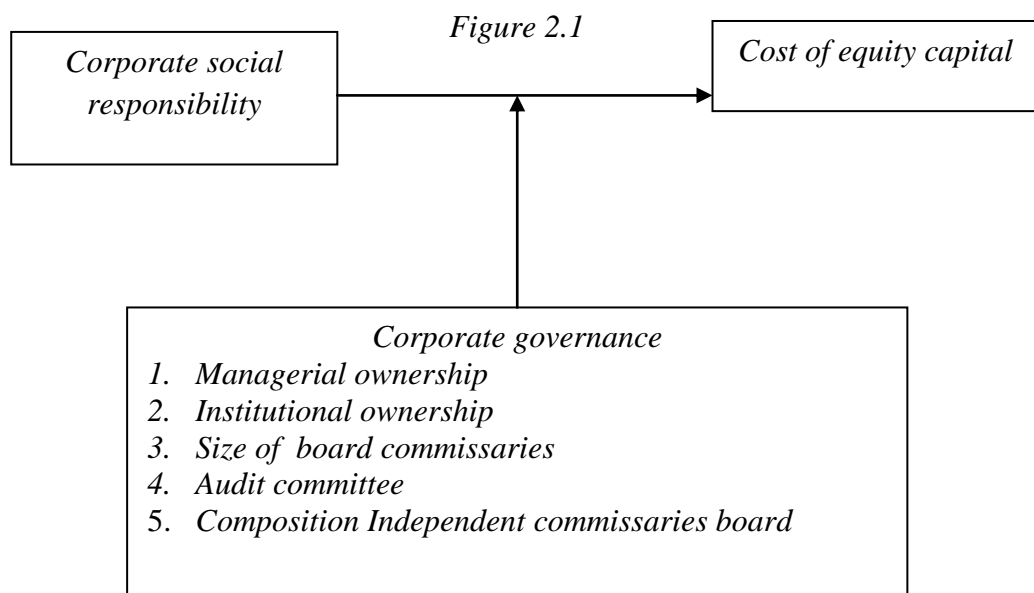 Figure 2.1
Corporate social
responsibility
Cost of equity capital
Corporate governance
1. Managerial ownership
2. Institutional ownership
3. Size of board commissaries
4. Audit committee
5. Composition Independent commissaries board